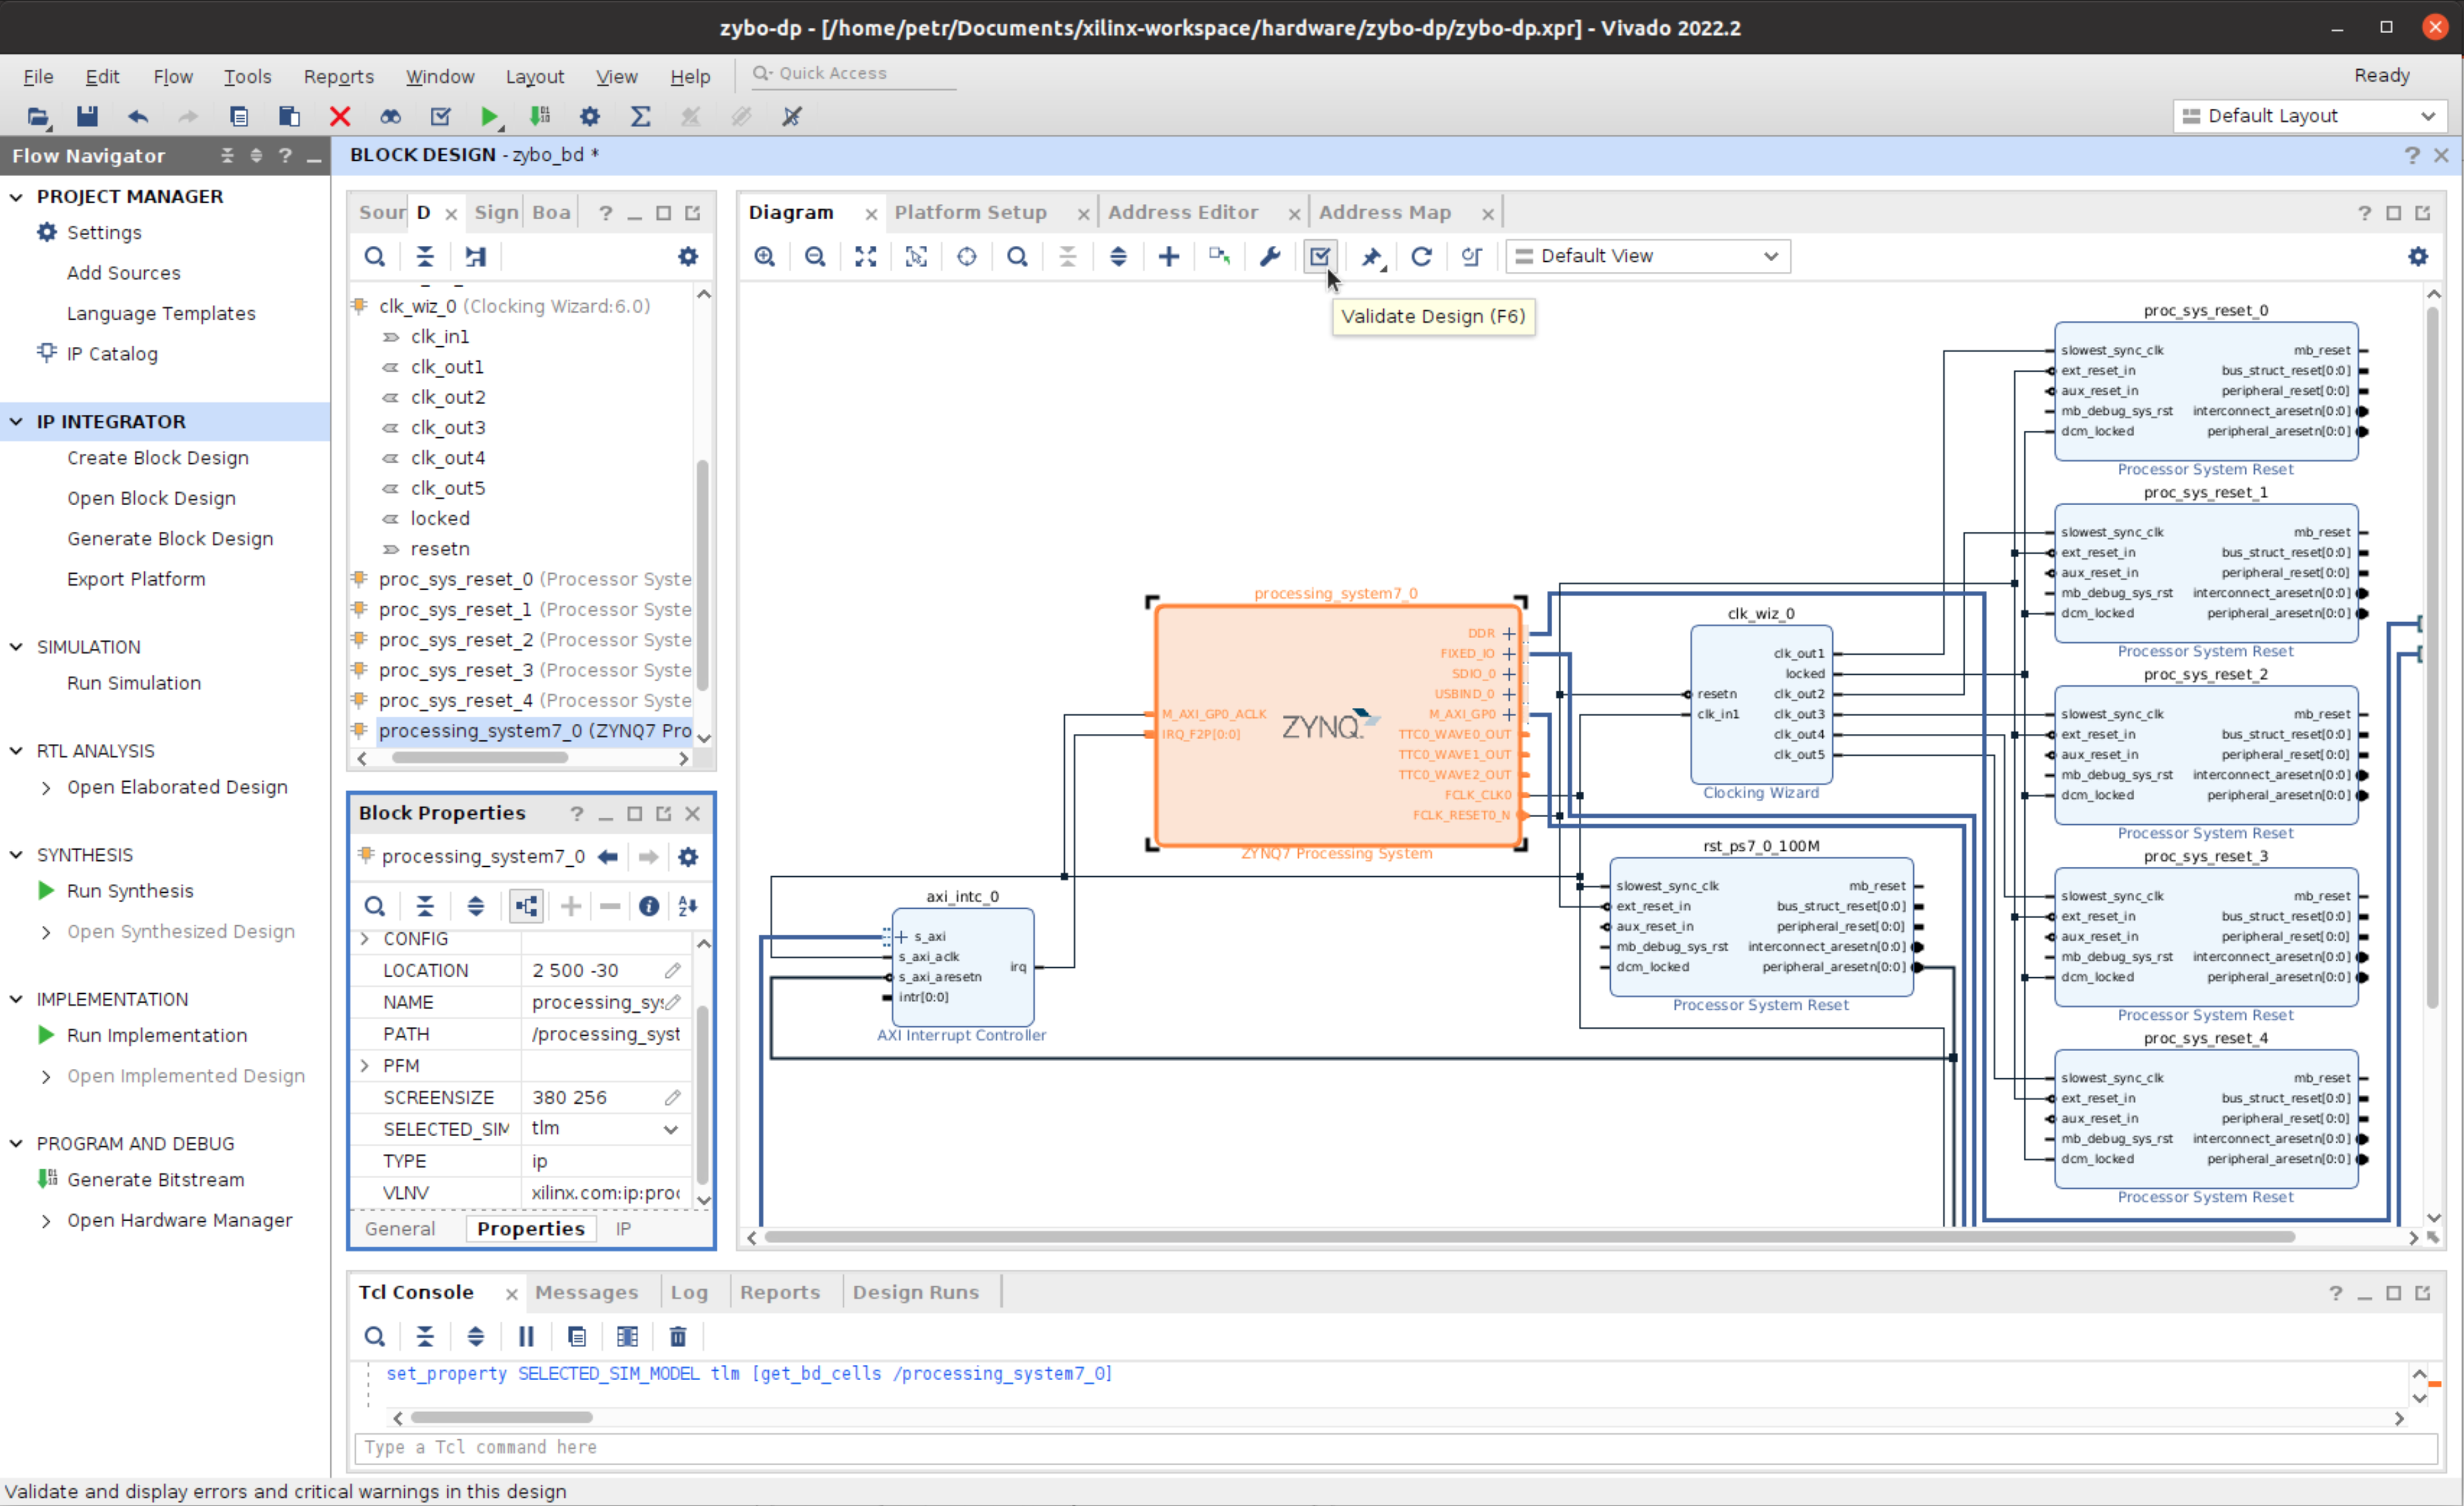 zybo-dp - [/home/petr/Documents/xilinx-workspace/hardware/zybo-dp/zybo-dp.xpr] - Vivado 2022.2
File Edit Flow Tools Reports Window Layout View Help Quick Access Ready
Default Layout
Flow Navigator
BLOCK DESIGN - zybo_bd *
PROJECT MANAGER
Settings
Add Sources
Language Templates
IP Catalog
IP INTEGRATOR
Create Block Design
Open Block Design
Generate Block Design
Export Platform
SIMULATION
Run Simulation
RTL ANALYSIS
Open Elaborated Design
SYNTHESIS
Run Synthesis
Open Synthesized Design
IMPLEMENTATION
Run Implementation
Open Implemented Design
PROGRAM AND DEBUG
Generate Bitstream
Open Hardware Manager
Sour D Sign Boa
clk_wiz_0 (Clocking Wizard:6.0)
clk_in1
clk_out1
clk_out2
clk_out3
clk_out4
clk_out5
locked
resetn
proc_sys_reset_0 (Processor Syste
proc_sys_reset_1 (Processor Syste
proc_sys_reset_2 (Processor Syste
proc_sys_reset_3 (Processor Syste
proc_sys_reset_4 (Processor Syste
processing_system7_0 (ZYNQ7 Pro
Block Properties
processing_system7_0
CONFIG
LOCATION 2 500 -30
NAME processing_sys
PATH /processing_syst
PFM
SCREENSIZE 380 256
SELECTED_SIM tlm
TYPE ip
VLNV xilinx.com:ip:proc
General Properties IP
Diagram Platform Setup Address Editor Address Map
Default View
Validate Design (F6)
processing_system7_0
DDR
FIXED_IO
SDIO_0
USBIND_0
M_AXI_GP0_ACLK M_AXI_GP0
IRQ_F2P[0:0] TTC0_WAVE0_OUT
ZYNQ
TTC0_WAVE1_OUT
TTC0_WAVE2_OUT
FCLK_CLK0
FCLK_RESET0_N
ZYNQ7 Processing System
axi_intc_0
s_axi
s_axi_aclk
s_axi_aresetn
intr[0:0]
irq
AXI Interrupt Controller
clk_wiz_0
clk_out1
locked
resetn clk_out2
clk_in1 clk_out3
clk_out4
clk_out5
Clocking Wizard
rst_ps7_0_100M
slowest_sync_clk mb_reset
ext_reset_in bus_struct_reset[0:0]
aux_reset_in peripheral_reset[0:0]
mb_debug_sys_rst interconnect_aresetn[0:0]
dcm_locked peripheral_aresetn[0:0]
Processor System Reset
proc_sys_reset_0
slowest_sync_clk mb_reset
ext_reset_in bus_struct_reset[0:0]
aux_reset_in peripheral_reset[0:0]
mb_debug_sys_rst interconnect_aresetn[0:0]
dcm_locked peripheral_aresetn[0:0]
Processor System Reset
proc_sys_reset_1
slowest_sync_clk mb_reset
ext_reset_in bus_struct_reset[0:0]
aux_reset_in peripheral_reset[0:0]
mb_debug_sys_rst interconnect_aresetn[0:0]
dcm_locked peripheral_aresetn[0:0]
Processor System Reset
proc_sys_reset_2
slowest_sync_clk mb_reset
ext_reset_in bus_struct_reset[0:0]
aux_reset_in peripheral_reset[0:0]
mb_debug_sys_rst interconnect_aresetn[0:0]
dcm_locked peripheral_aresetn[0:0]
Processor System Reset
proc_sys_reset_3
slowest_sync_clk mb_reset
ext_reset_in bus_struct_reset[0:0]
aux_reset_in peripheral_reset[0:0]
mb_debug_sys_rst interconnect_aresetn[0:0]
dcm_locked peripheral_aresetn[0:0]
Processor System Reset
proc_sys_reset_4
slowest_sync_clk mb_reset
ext_reset_in bus_struct_reset[0:0]
aux_reset_in peripheral_reset[0:0]
mb_debug_sys_rst interconnect_aresetn[0:0]
dcm_locked peripheral_aresetn[0:0]
Processor System Reset
Tcl Console Messages Log Reports Design Runs
set_property SELECTED_SIM_MODEL tlm [get_bd_cells /processing_system7_0]
Type a Tcl command here
Validate and display errors and critical warnings in this design